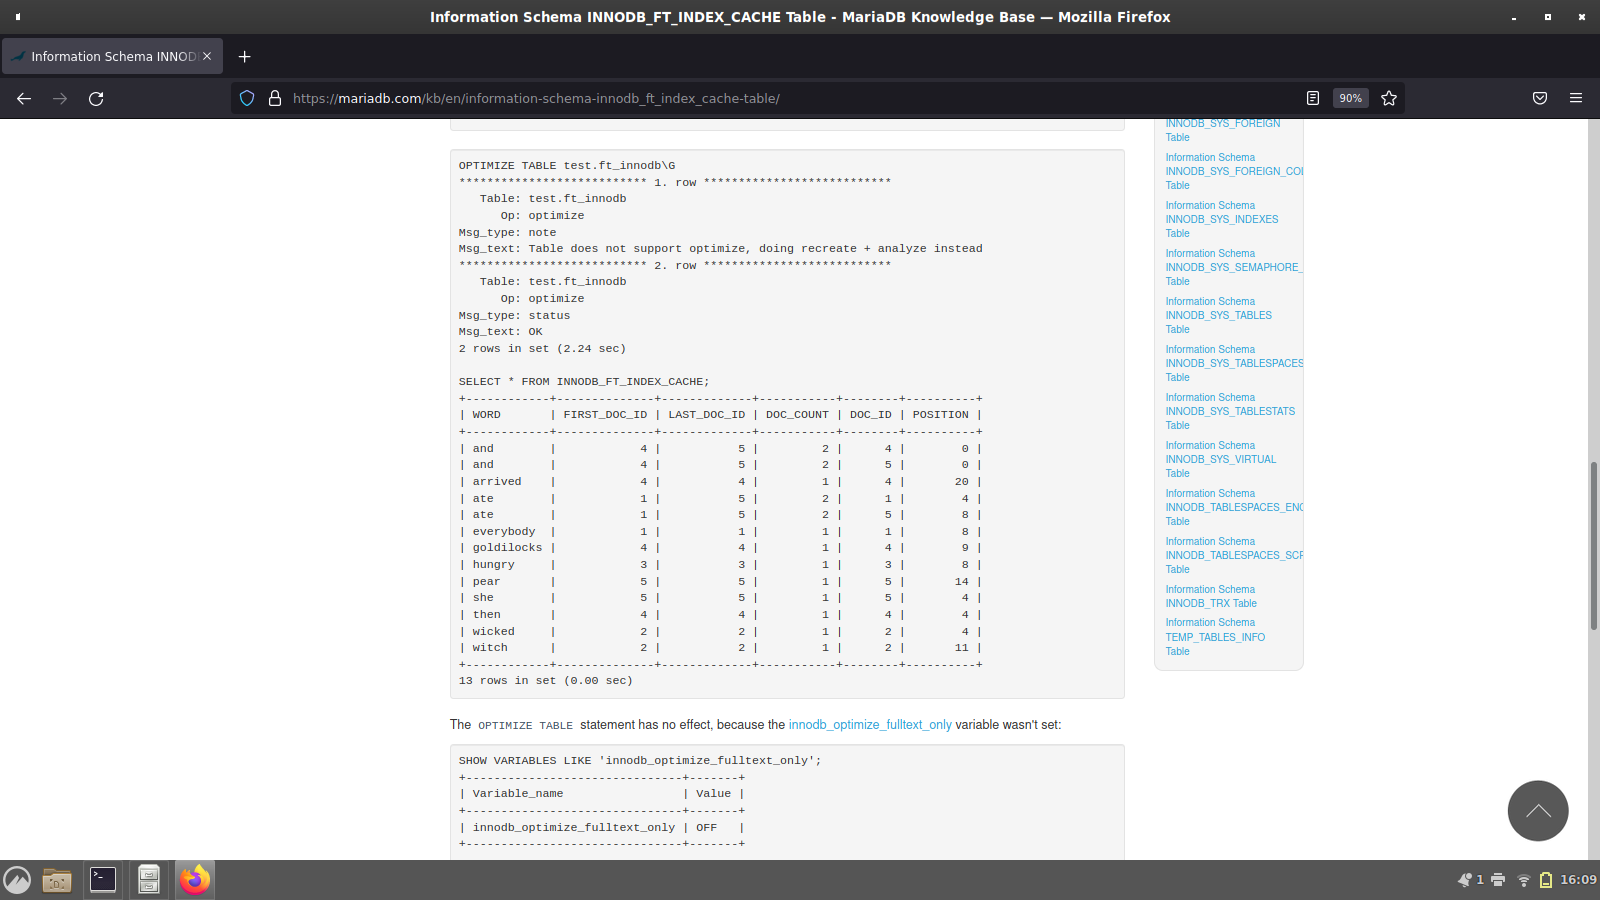 Information Schema INNODB_FT_INDEX_CACHE Table - MariaDB Knowledge Base — Mozilla Firefox
Information Schema INNOD
https://mariadb.com/kb/en/information-schema-innodb_ft_index_cache-table/
90%
OPTIMIZE TABLE test.ft_innodb\G
*************************** 1. row ***************************
   Table: test.ft_innodb
      Op: optimize
Msg_type: note
Msg_text: Table does not support optimize, doing recreate + analyze instead
*************************** 2. row ***************************
   Table: test.ft_innodb
      Op: optimize
Msg_type: status
Msg_text: OK
2 rows in set (2.24 sec)
SELECT * FROM INNODB_FT_INDEX_CACHE;
+------------+--------------+-------------+-----------+--------+----------+
| WORD       | FIRST_DOC_ID | LAST_DOC_ID | DOC_COUNT | DOC_ID | POSITION |
+------------+--------------+-------------+-----------+--------+----------+
| and        |            4 |           5 |         2 |      4 |        0 |
| and        |            4 |           5 |         2 |      5 |        0 |
| arrived    |            4 |           4 |         1 |      4 |       20 |
| ate        |            1 |           5 |         2 |      1 |        4 |
| ate        |            1 |           5 |         2 |      5 |        8 |
| everybody  |            1 |           1 |         1 |      1 |        8 |
| goldilocks |            4 |           4 |         1 |      4 |        9 |
| hungry     |            3 |           3 |         1 |      3 |        8 |
| pear       |            5 |           5 |         1 |      5 |       14 |
| she        |            5 |           5 |         1 |      5 |        4 |
| then       |            4 |           4 |         1 |      4 |        4 |
| wicked     |            2 |           2 |         1 |      2 |        4 |
| witch      |            2 |           2 |         1 |      2 |       11 |
+------------+--------------+-------------+-----------+--------+----------+
13 rows in set (0.00 sec)
The OPTIMIZE TABLE statement has no effect, because the innodb_optimize_fulltext_only variable wasn't set:
SHOW VARIABLES LIKE 'innodb_optimize_fulltext_only';
+-------------------------------+-------+
| Variable_name                 | Value |
+-------------------------------+-------+
| innodb_optimize_fulltext_only | OFF   |
+-------------------------------+-------+
INNODB_SYS_FOREIGN
Table
Information Schema
INNODB_SYS_FOREIGN_COL
Table
Information Schema
INNODB_SYS_INDEXES
Table
Information Schema
INNODB_SYS_SEMAPHORE_
Table
Information Schema
INNODB_SYS_TABLES
Table
Information Schema
INNODB_SYS_TABLESPACES
Table
Information Schema
INNODB_SYS_TABLESTATS
Table
Information Schema
INNODB_SYS_VIRTUAL
Table
Information Schema
INNODB_TABLESPACES_ENC
Table
Information Schema
INNODB_TABLESPACES_SCR
Table
Information Schema
INNODB_TRX Table
Information Schema
TEMP_TABLES_INFO
Table
1
16:09